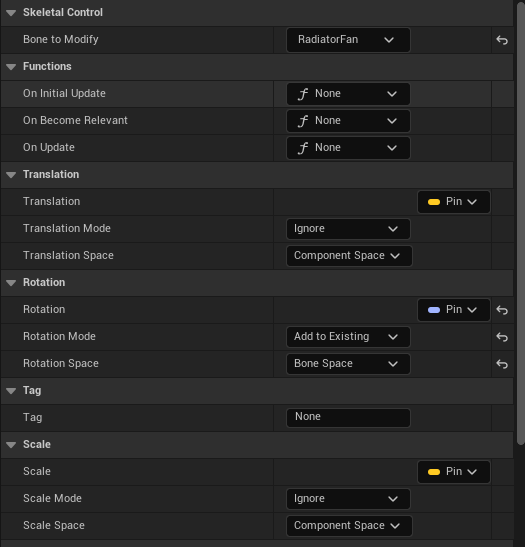 Skeletal Control
Bone to Modify RadiatorFan
Functions
On Initial Update ƒ None
On Become Relevant ƒ None
On Update ƒ None
Translation
Translation Pin
Translation Mode Ignore
Translation Space Component Space
Rotation
Rotation Pin
Rotation Mode Add to Existing
Rotation Space Bone Space
Tag
Tag None
Scale
Scale Pin
Scale Mode Ignore
Scale Space Component Space